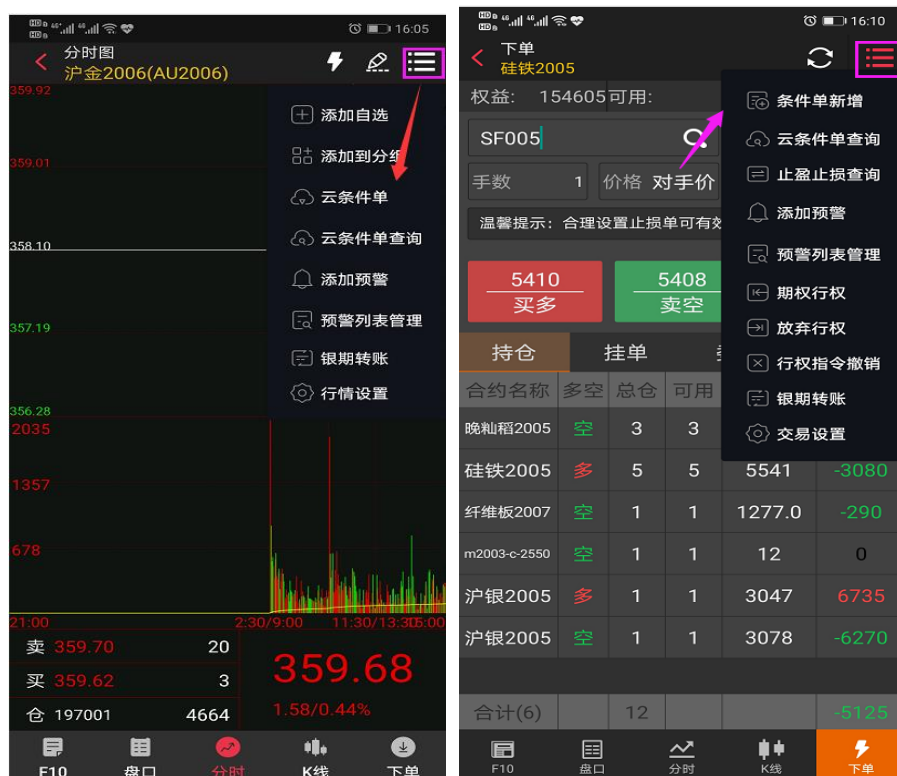 16:05
分时图
沪金2006(AU2006)
359.92
添加自选
添加到分组
359.01
云条件单
358.10
云条件单查询
添加预警
357.19
预警列表管理
银期转账
行情设置
356.28
2035
1357
678
21:00
2:30/9:00
11:30/13:30
15:00
卖 359.70 20
买 359.62 3
仓 197001 4664
359.68
1.58/0.44%
F10
盘口
分时
K线
下单
16:10
下单
硅铁2005
权益: 154605 可用:
条件单新增
SF005
云条件单查询
止盈止损查询
手数 1 价格 对手价
添加预警
温馨提示: 合理设置止损单可有效
预警列表管理
5410
买多
5408
卖空
期权行权
放弃行权
持仓 挂单
行权指令撤销
合约名称 多空 总仓 可用
银期转账
晚籼稻2005 空 3 3
交易设置
硅铁2005 多 5 5 5541 -3080
纤维板2007 空 1 1 1277.0 -290
m2003-c-2550 空 1 1 12 0
沪银2005 多 1 1 3047 6735
沪银2005 空 1 1 3078 -6270
合计(6) 12 -5125
F10
盘口
分时
K线
下单